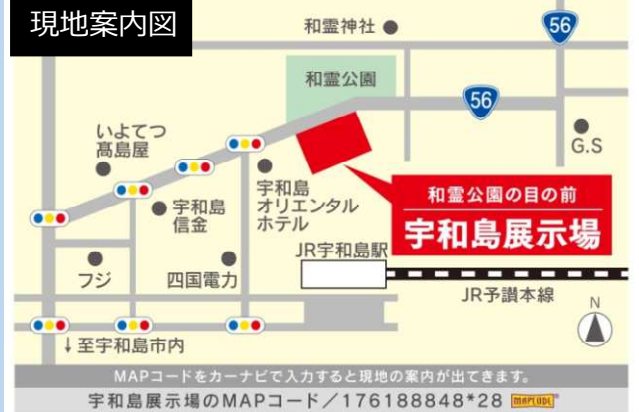 現地案内図
和霊神社
56
和霊公園
56
いよてつ
髙島屋
G.S
宇和島
オリエンタル
ホテル
宇和島
信金
和霊公園の目の前
宇和島展示場
JR宇和島駅
フジ
四国電力
JR予讃本線
N
↓至宇和島市内
MAPコードをカーナビで入力すると現地の案内が出てきます。
宇和島展示場のMAPコード／176188848*28 MAPCODE